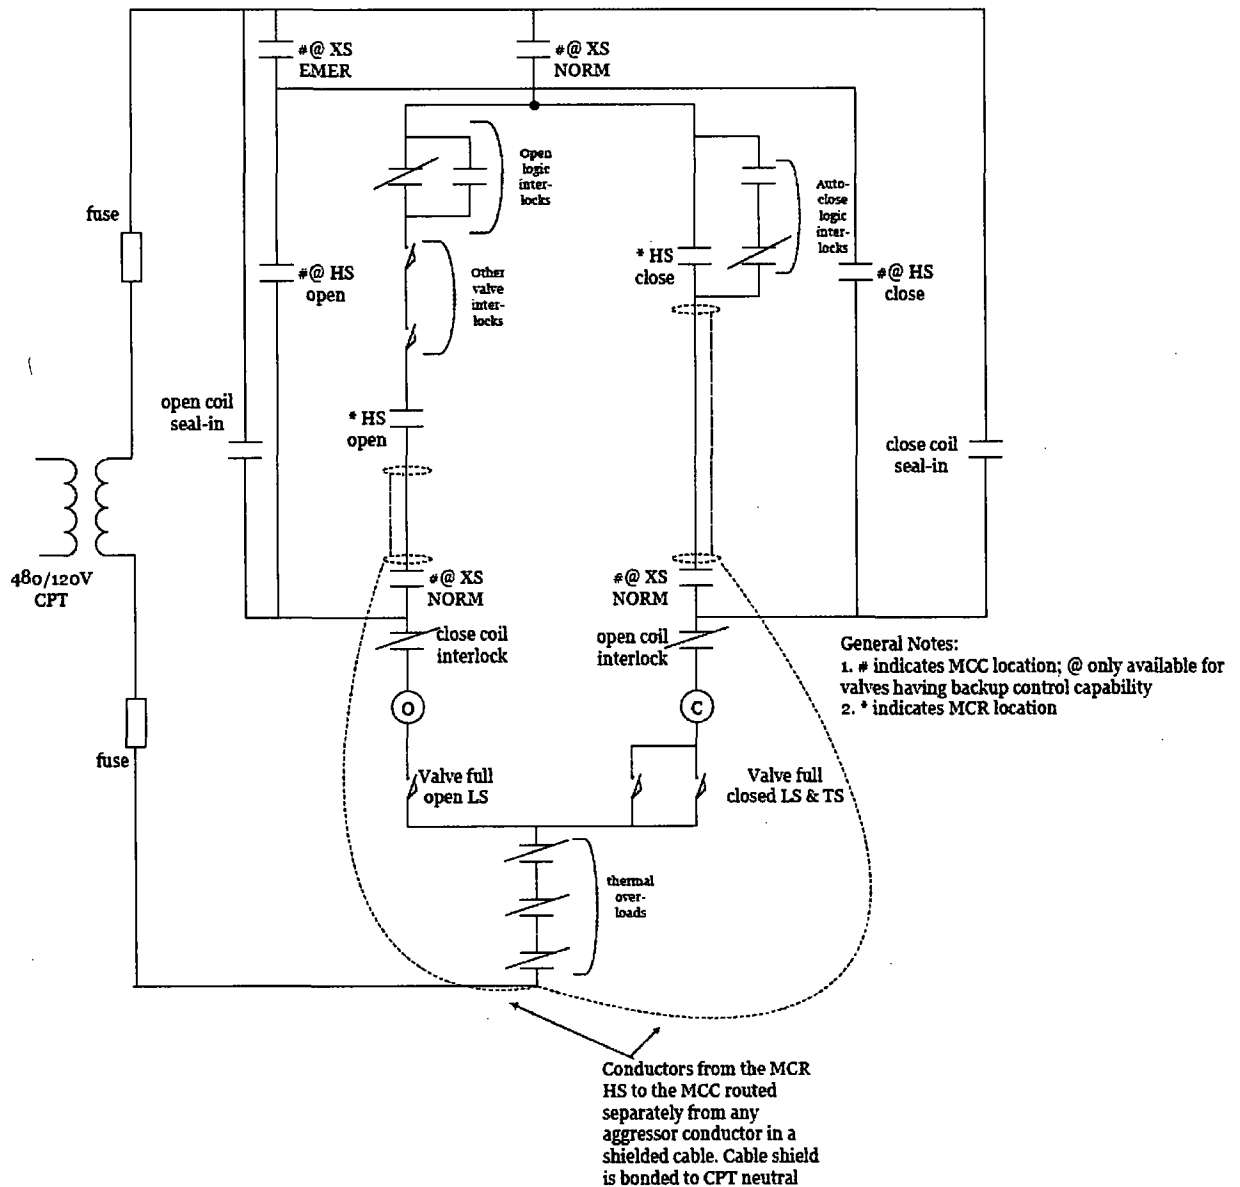 #@ XS
EMER
#@ XS
NORM
Open
logic
inter-
locks
Auto-
close
logic
inter-
locks
fuse
#@ HS
open
Other
valve
inter-
locks
* HS
close
#@ HS
close
open coil
seal-in
* HS
open
close coil
seal-in
480/120V
CPT
#@ XS
NORM
#@ XS
NORM
close coil
interlock
open coil
interlock
General Notes:
1. # indicates MCC location; @ only available for
valves having backup control capability
2. * indicates MCR location
O
C
fuse
Valve full
open LS
Valve full
closed LS & TS
thermal
over-
loads
Conductors from the MCR
HS to the MCC routed
separately from any
aggressor conductor in a
shielded cable. Cable shield
is bonded to CPT neutral